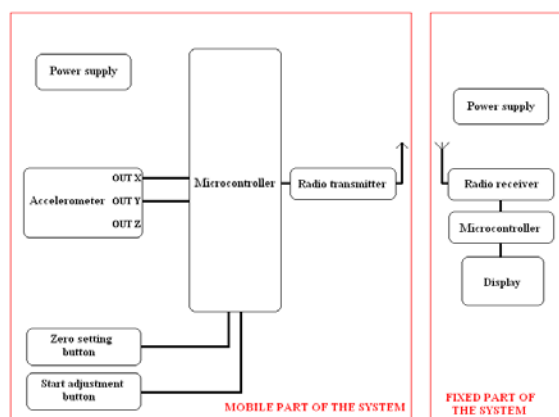 Power supply
Accelerometer
OUT X
OUT Y
OUT Z
Microcontroller
Radio transmitter
Zero setting
button
Start adjustment
button
MOBILE PART OF THE SYSTEM
Power supply
Radio receiver
Microcontroller
Display
FIXED PART OF
THE SYSTEM